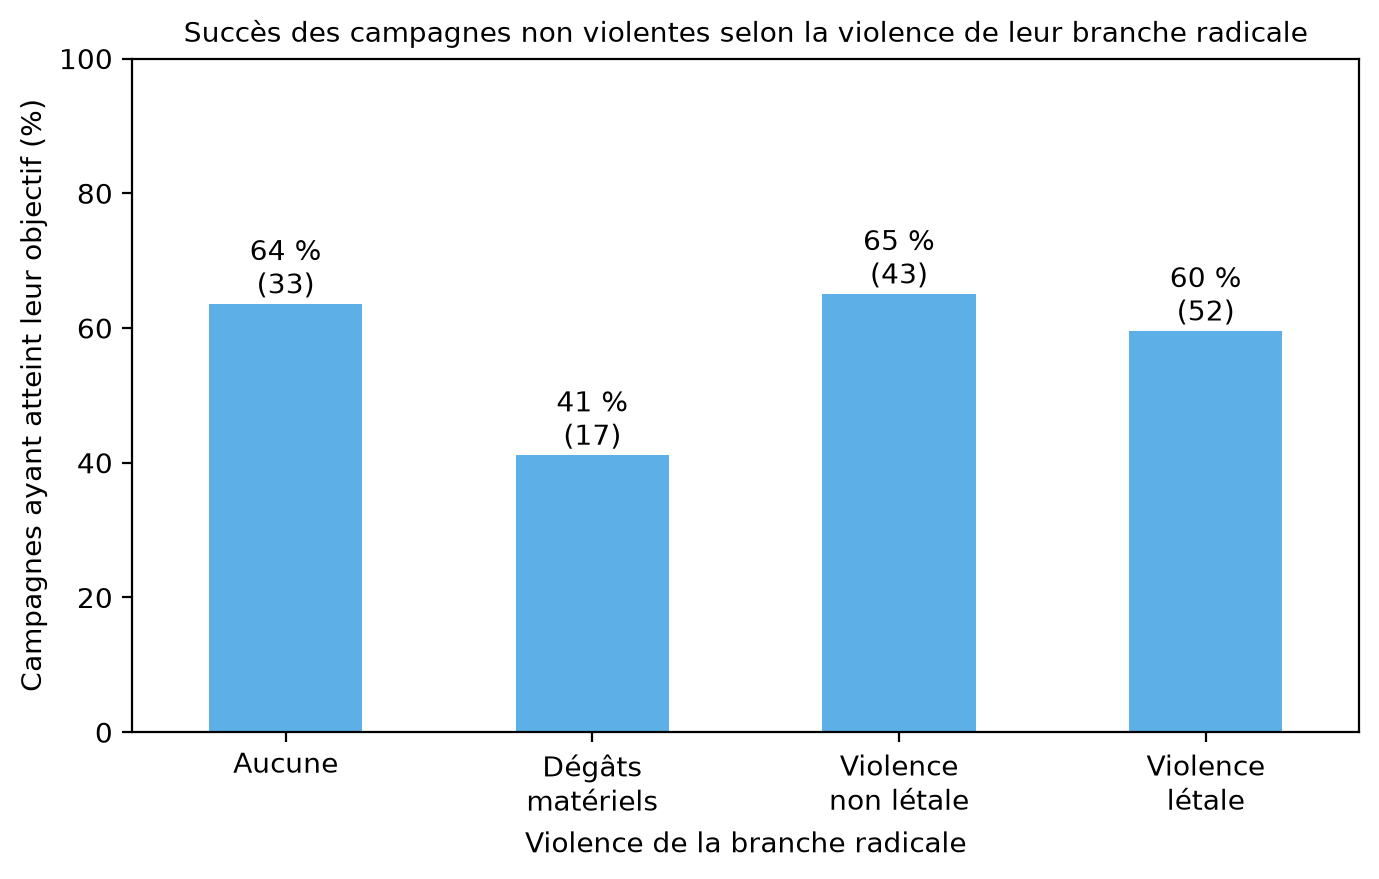 Succès des campagnes non violentes selon la violence de leur branche radicale
Campagnes ayant atteint leur objectif (%)
100
80
60
40
20
0
64 %
(33)
41 %
(17)
65 %
(43)
60 %
(52)
Aucune
Dégâts
matériels
Violence
non létale
Violence
létale
Violence de la branche radicale